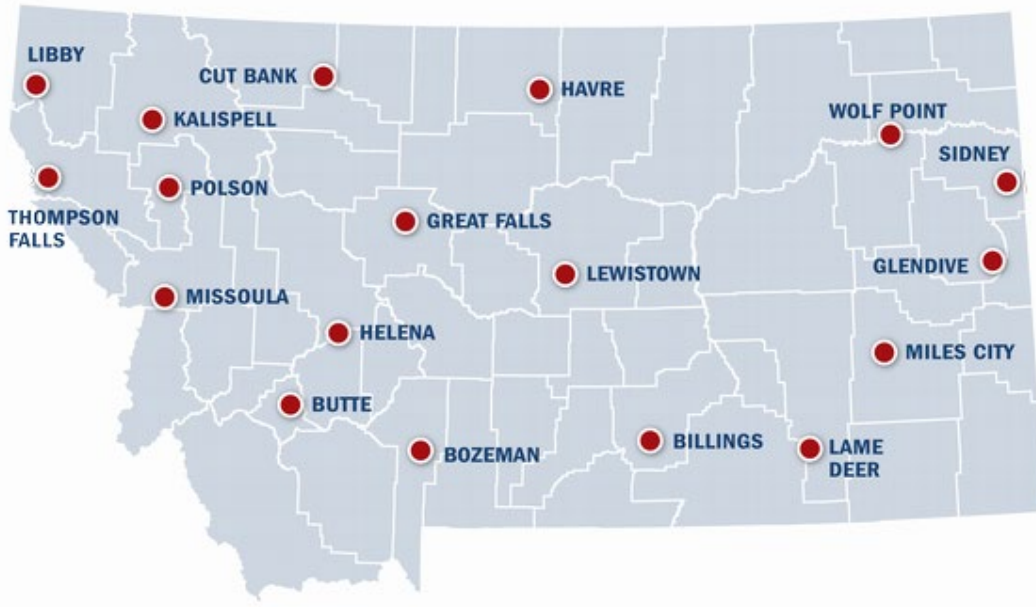 LIBBY
CUT BANK
HAVRE
KALISPELL
WOLF POINT
SIDNEY
POLSON
THOMPSON
FALLS
GREAT FALLS
GLENDIVE
LEWISTOWN
MISSOULA
HELENA
MILES CITY
BUTTE
BOZEMAN
BILLINGS
LAME
DEER